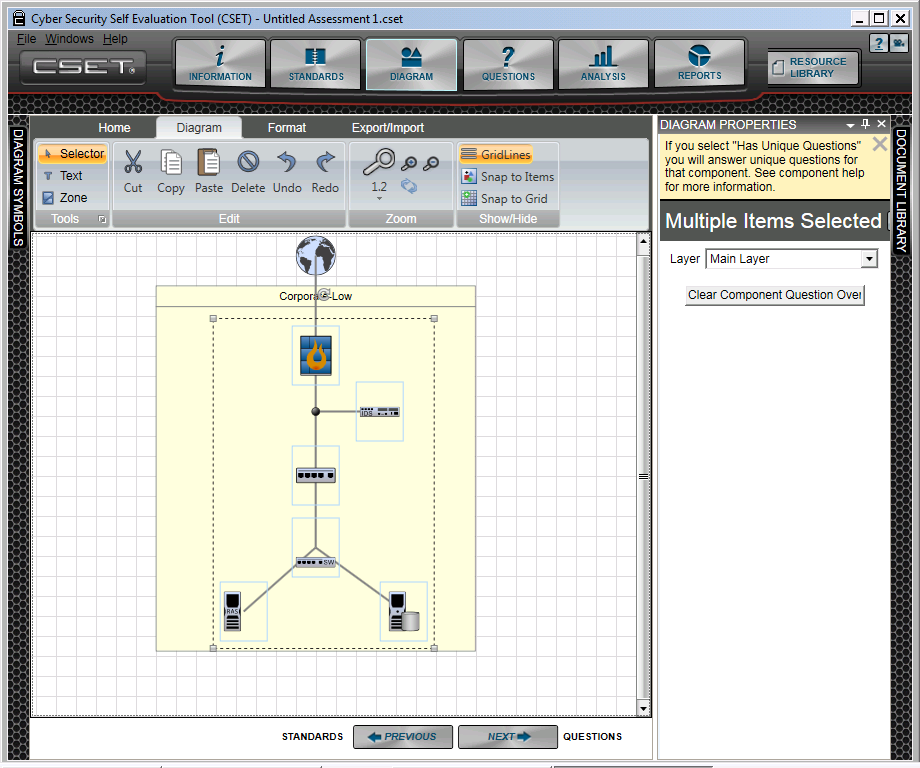 Cyber Security Self Evaluation Tool (CSET) - Untitled Assessment 1.cset
File Windows Help
CSET
INFORMATION
STANDARDS
DIAGRAM
QUESTIONS
ANALYSIS
REPORTS
RESOURCE
LIBRARY
DIAGRAM SYMBOLS
Home Diagram Format Export/Import
Selector
Text
Zone
Tools
Cut Copy Paste Delete Undo Redo
Edit
1.2
Zoom
GridLines
Snap to Items
Snap to Grid
Show/Hide
Corporate-Low
IDS
SW
RAS
DIAGRAM PROPERTIES
If you select "Has Unique Questions"
you will answer unique questions for
that component. See component help
for more information.
Multiple Items Selected
Layer Main Layer
Clear Component Question Over
DOCUMENT LIBRARY
STANDARDS PREVIOUS NEXT QUESTIONS